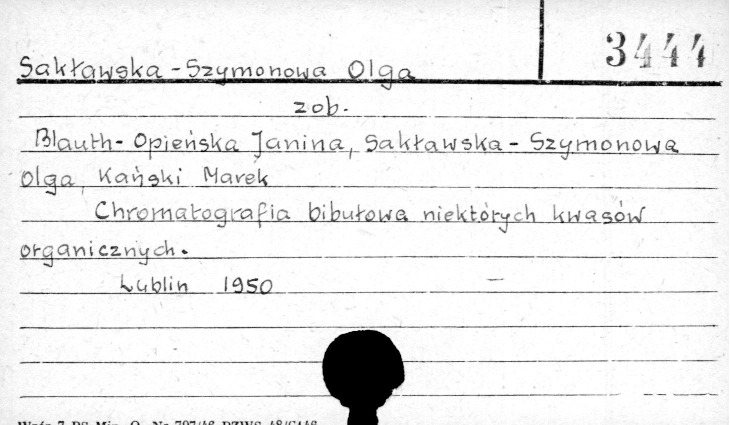 3444
Sakławska-Szymonowa Olga
zob.
Blauth-Opieńska Janina, Sakławska-Szymonowa
Olga, Kański Marek
Chromatografia bibułowa niektórych kwasów
organicznych.
Lublin 1950